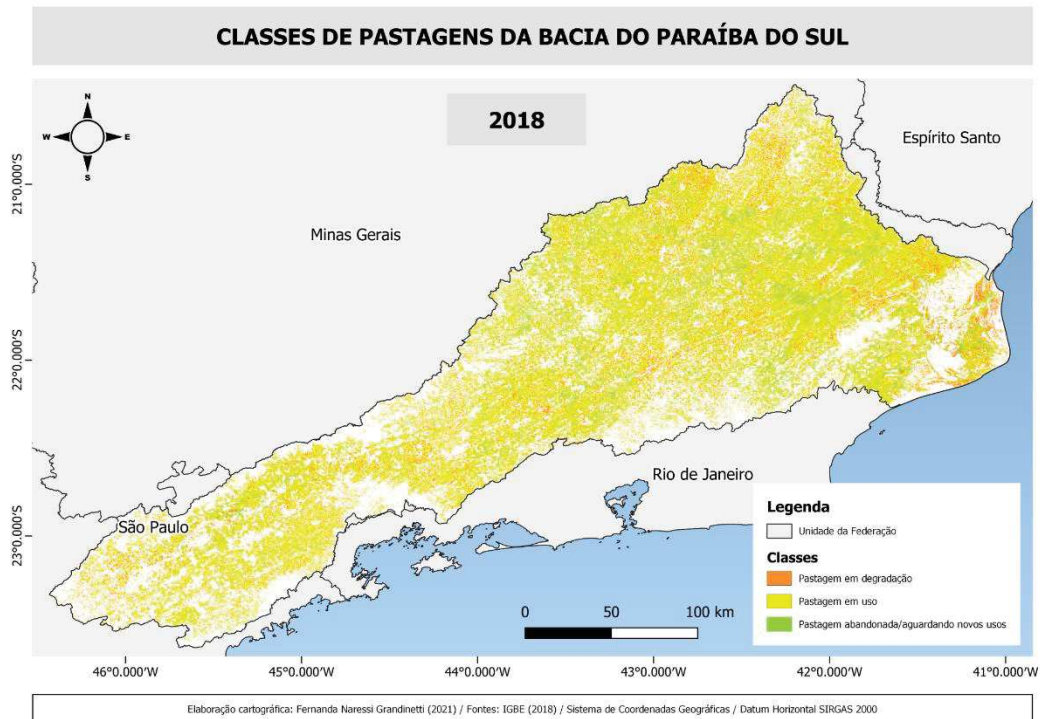 CLASSES DE PASTAGENS DA BACIA DO PARAÍBA DO SUL
2018
N
W
E
S
Espírito Santo
Minas Gerais
Rio de Janeiro
São Paulo
21°0.000'S
22°0.000'S
23°0.000'S
Legenda
Unidade da Federação
Classes
Pastagem em degradação
Pastagem em uso
Pastagem abandonada/aguardando novos usos
0 50 100 km
46°0.000'W 45°0.000'W 44°0.000'W 43°0.000'W 42°0.000'W 41°0.000'W
Elaboração cartográfica: Fernanda Naressi Grandinetti (2021) / Fontes: IGBE (2018) / Sistema de Coordenadas Geográficas / Datum Horizontal SIRGAS 2000